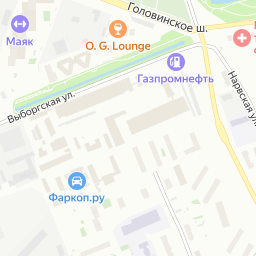 Головинское ш.
Маяк
O. G. Lounge
Газпромнефть
Нарвская ул.
Выборгская ул.
Фаркоп.ру